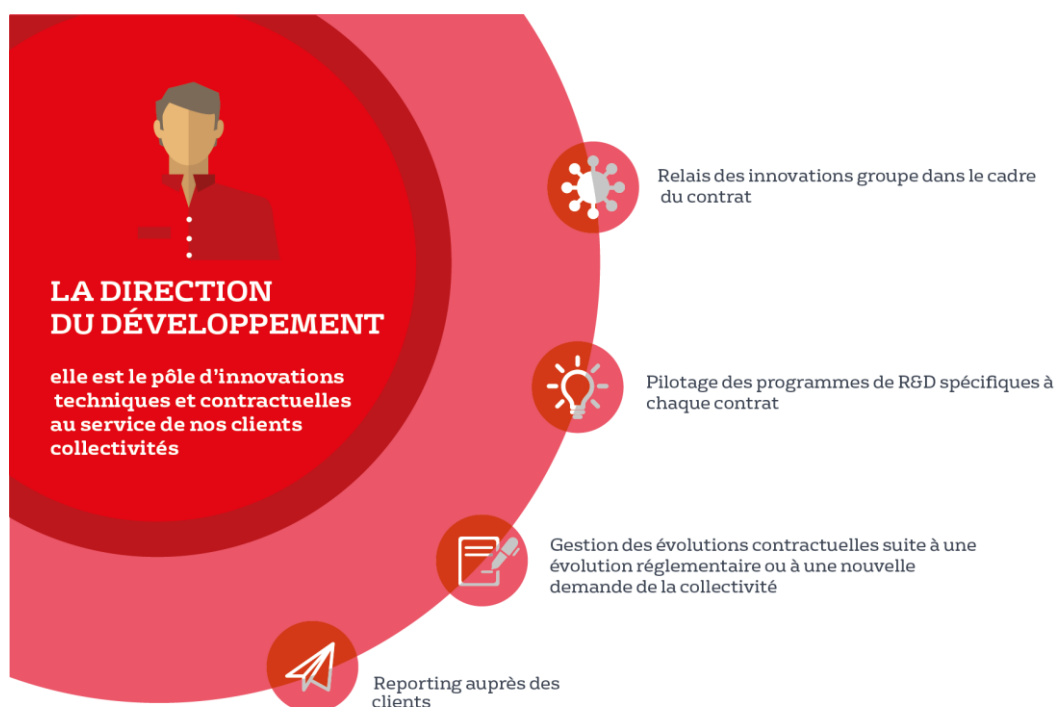 LA DIRECTION
DU DÉVELOPPEMENT
elle est le pôle d'innovations
techniques et contractuelles
au service de nos clients
collectivités
Relais des innovations groupe dans le cadre
du contrat
Pilotage des programmes de R&D spécifiques à
chaque contrat
Gestion des évolutions contractuelles suite à une
évolution réglementaire ou à une nouvelle
demande de la collectivité
Reporting auprès des
clients